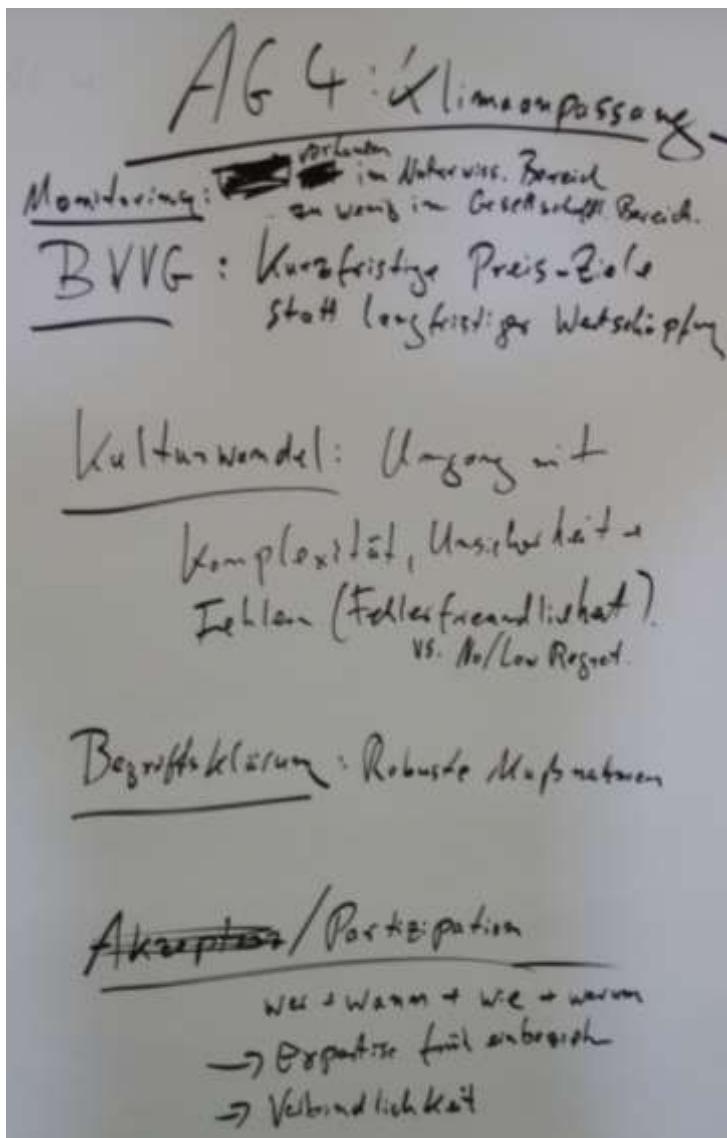 AG 4: Klimaanpassung
vorhanden
Monitoring: im Naturwiss. Bereich
zu wenig im Gesellschaftl. Bereich.
BVVG: Kurzfristige Preis-Ziele
statt langfristiger Wertschöpfung
Kulturwandel: Umgang mit
Komplexität, Unsicherheit +
Fehlern (Fehlerfreundlichkeit).
vs. No/Low Regret.
Begriffsklärung: Robuste Maßnahmen
Akzeptanz/Partizipation
wer + wann + wie + warum
→ Expertise früh einbezieh
→ Verbindlichkeit